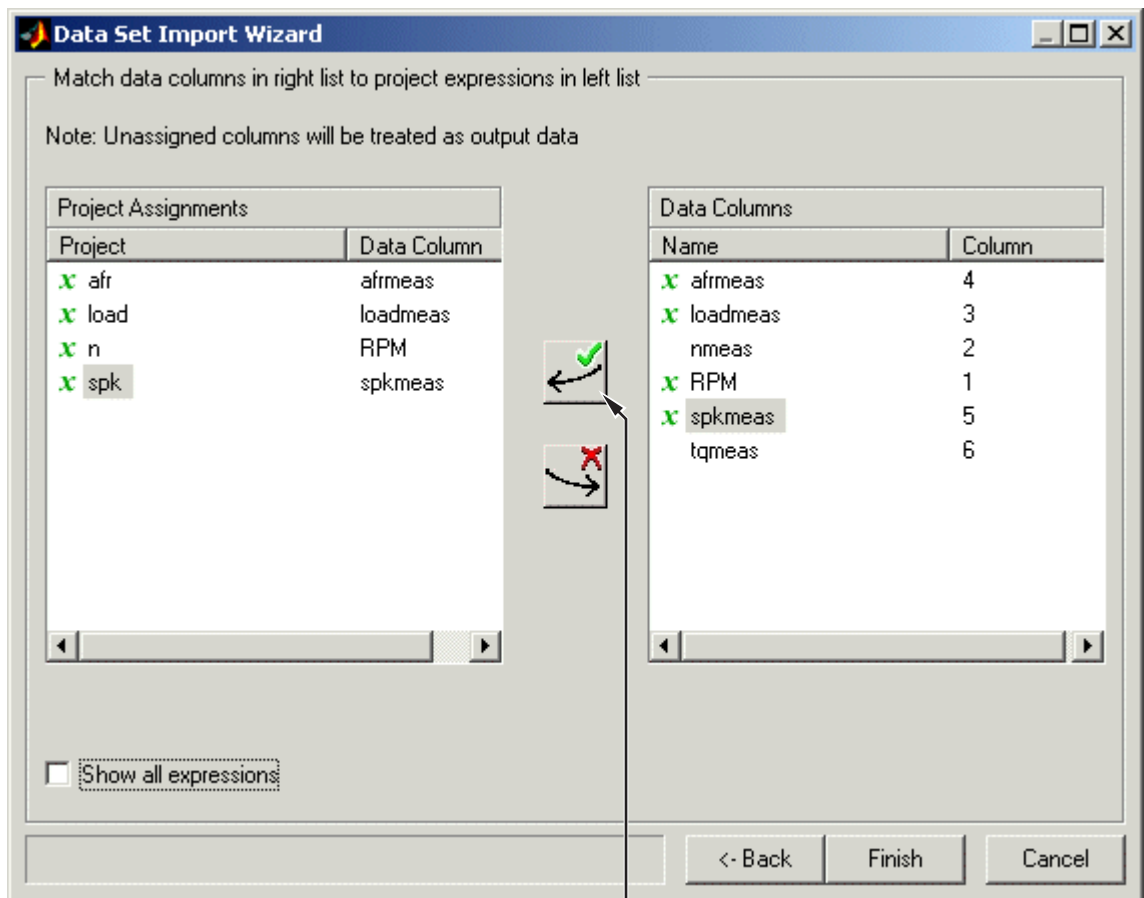 Data Set Import Wizard
Match data columns in right list to project expressions in left list
Note: Unassigned columns will be treated as output data
Project Assignments
Project Data Column
x afr afrmeas
x load loadmeas
x n RPM
x spk spkmeas
Data Columns
Name Column
x afrmeas 4
x loadmeas 3
nmeas 2
x RPM 1
x spkmeas 5
tqmeas 6
Show all expressions
<- Back Finish Cancel